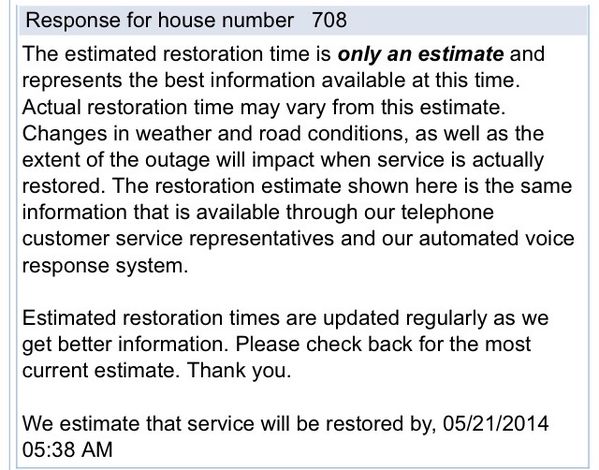 Response for house number 708
The estimated restoration time is only an estimate and
represents the best information available at this time.
Actual restoration time may vary from this estimate.
Changes in weather and road conditions, as well as the
extent of the outage will impact when service is actually
restored. The restoration estimate shown here is the same
information that is available through our telephone
customer service representatives and our automated voice
response system.
Estimated restoration times are updated regularly as we
get better information. Please check back for the most
current estimate. Thank you.
We estimate that service will be restored by, 05/21/2014
05:38 AM